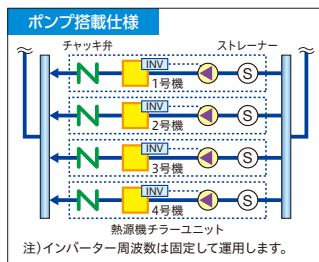 ポンプ搭載仕様
チャッキ弁 ストレーナー
INV S
1号機
INV S
2号機
INV S
3号機
INV S
4号機
熱源機チラーユニット
注)インバーター周波数は固定して運用します。